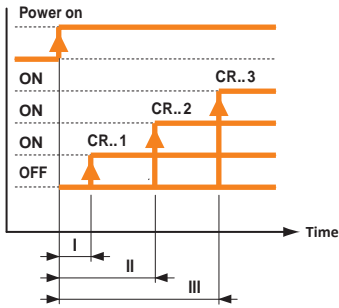 Power on
ON CR..3
ON CR..2
ON CR..1
OFF
Time
I
II
III